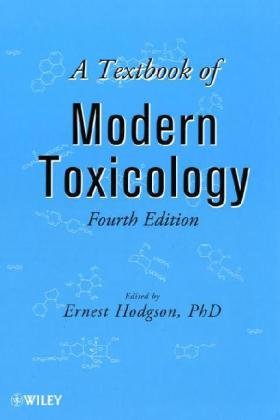 A Textbook of
Modern
Toxicology
Fourth Edition
Edited by
Ernest Hodgson, PhD
WILEY